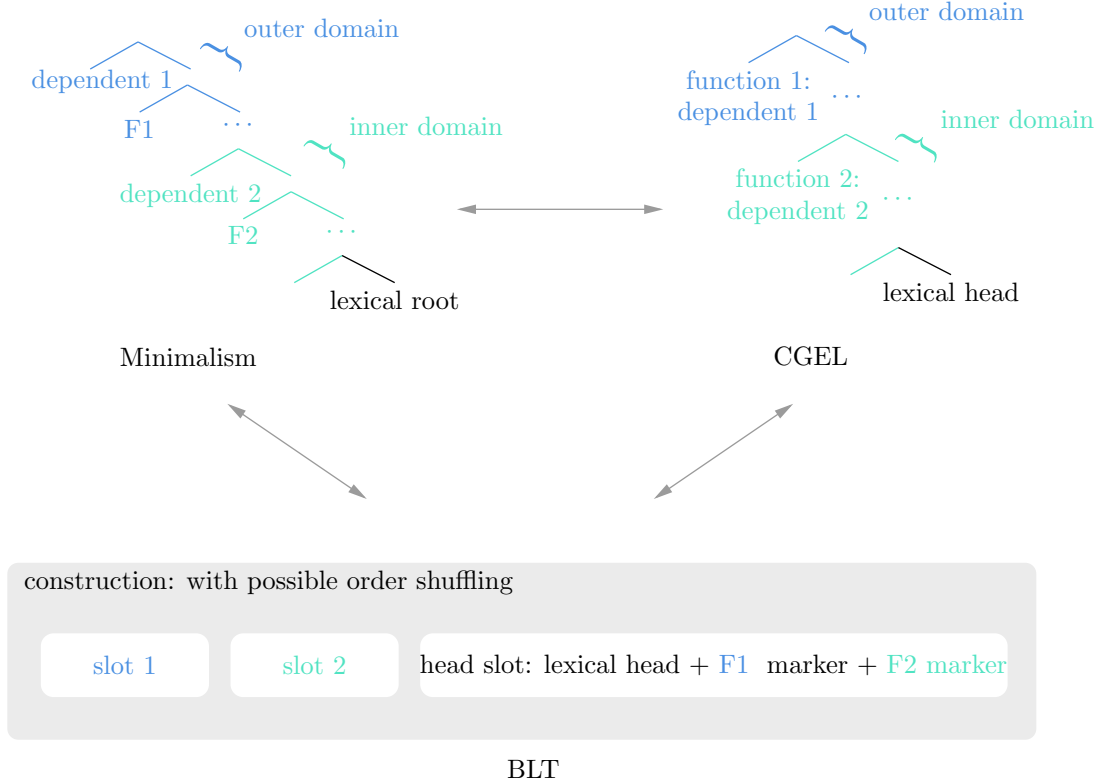 outer domain
dependent 1
F1
...
inner domain
dependent 2
F2
...
lexical root
Minimalism
outer domain
function 1:
dependent 1
...
inner domain
function 2:
dependent 2
...
lexical head
CGEL
construction: with possible order shuffling
slot 1
slot 2
head slot: lexical head + F1 marker + F2 marker
BLT